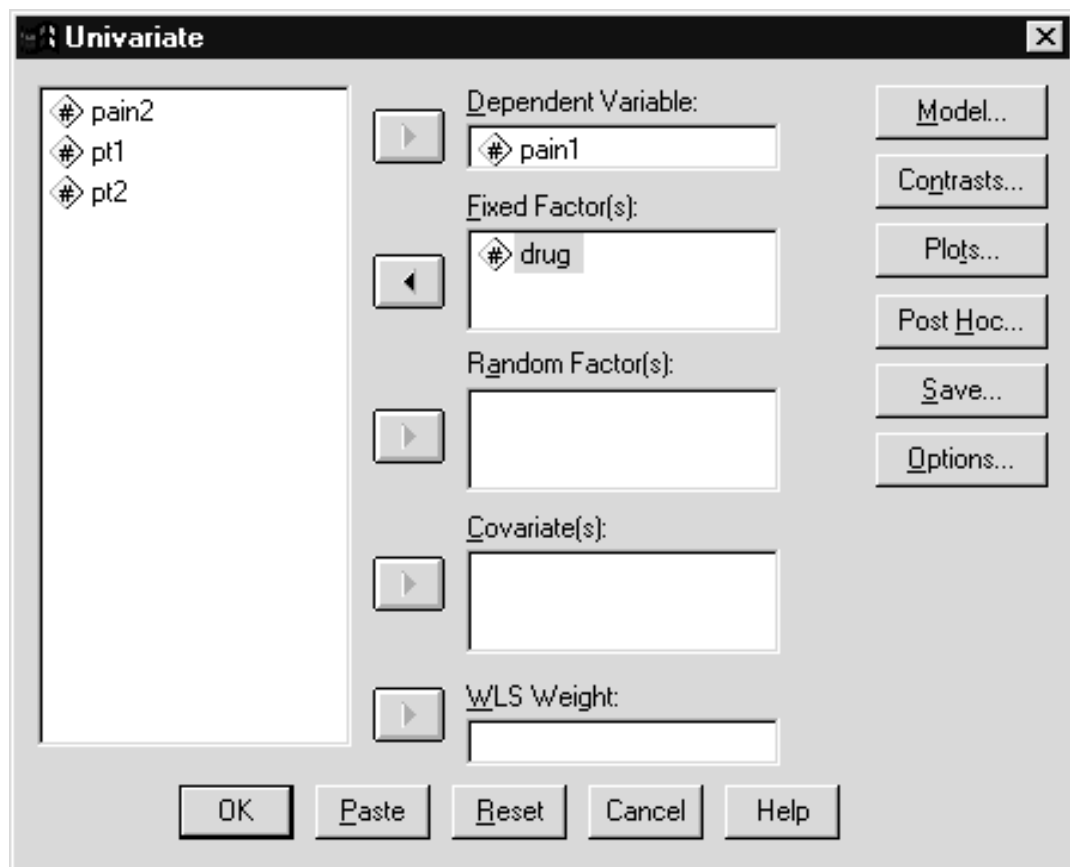 Univariate
pain2
pt1
pt2
Dependent Variable:
pain1
Fixed Factor(s):
drug
Random Factor(s):
Covariate(s):
WLS Weight:
Model...
Contrasts...
Plots...
Post Hoc...
Save...
Options...
OK
Paste
Reset
Cancel
Help